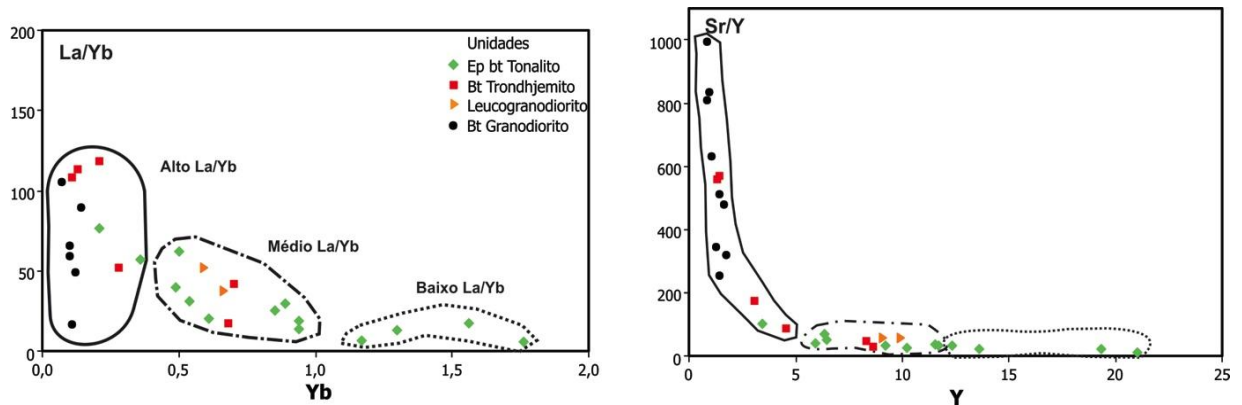 La/Yb
200
150
100
50
0
0,0
0,5
1,0
1,5
2,0
Yb
Unidades
Ep bt Tonalito
Bt Trondhjemito
Leucogranodiorito
Bt Granodiorito
Alto La/Yb
Médio La/Yb
Baixo La/Yb
Sr/Y
1000
800
600
400
200
0
0
5
10
15
20
25
Y